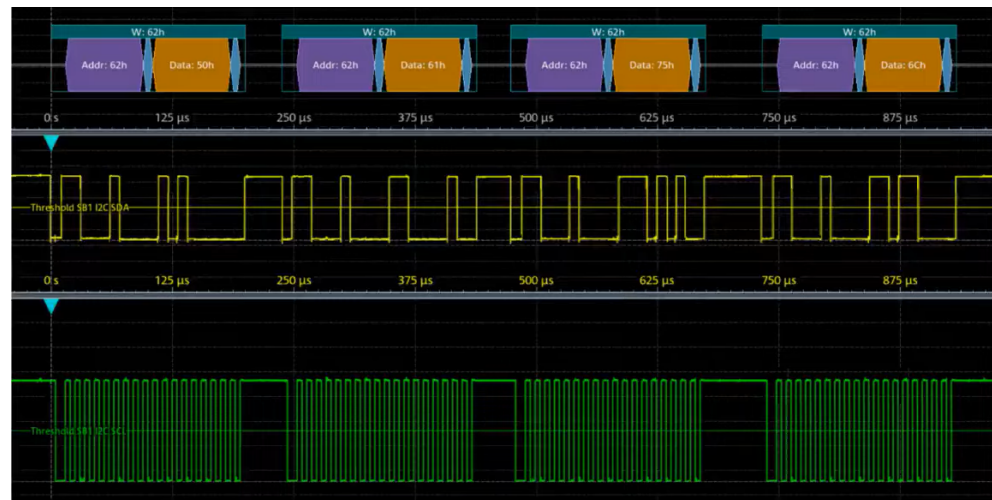 W: 62h W: 62h W: 62h W: 62h
Addr: 62h Data: 50h Addr: 62h Data: 61h Addr: 62h Data: 75h Addr: 62h Data: 6Ch
0 s 125 µs 250 µs 375 µs 500 µs 625 µs 750 µs 875 µs
Threshold SB1 I2C SDA
0 s 125 µs 250 µs 375 µs 500 µs 625 µs 750 µs 875 µs
Threshold SB1 I2C SCL